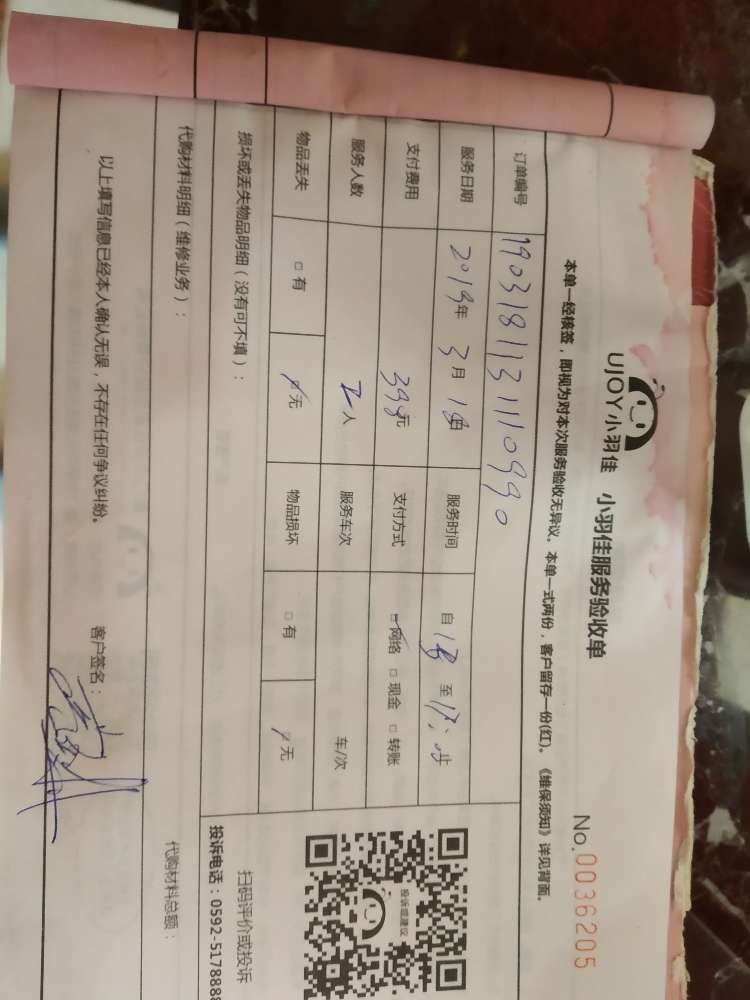 UJOY小羽佳 小羽佳服务验收单
No.0036205
本单一经核签，即视为对本次服务验收无异议。本单一式两份，客户留存一份(红)。《维保须知》详见背面。
订单编号 1903181131110990
服务日期 2019年 3月 18日 服务时间 自 至
支付费用 398元 支付方式 □网络 □现金 □转账
服务人数 2人 服务车次 车/次
物品丢失 □有 □无 物品损坏 □有 □无
损坏或丢失物品明细（没有可不填）：
投诉或建议
扫码评价或投诉
投诉电话：0592-5178888
代购材料明细（维修业务）： 代购材料总额：
以上填写信息已经本人确认无误，不存在任何争议纠纷。 客户签名：